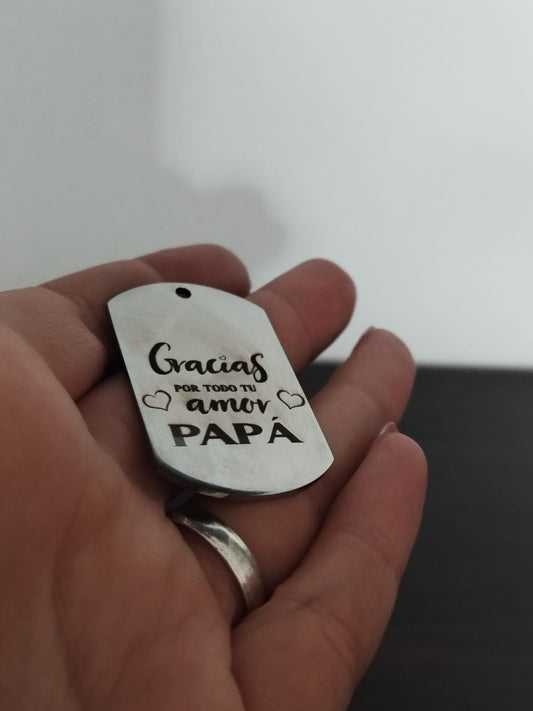 Gracias
POR TODO TU
amor
PAPÁ